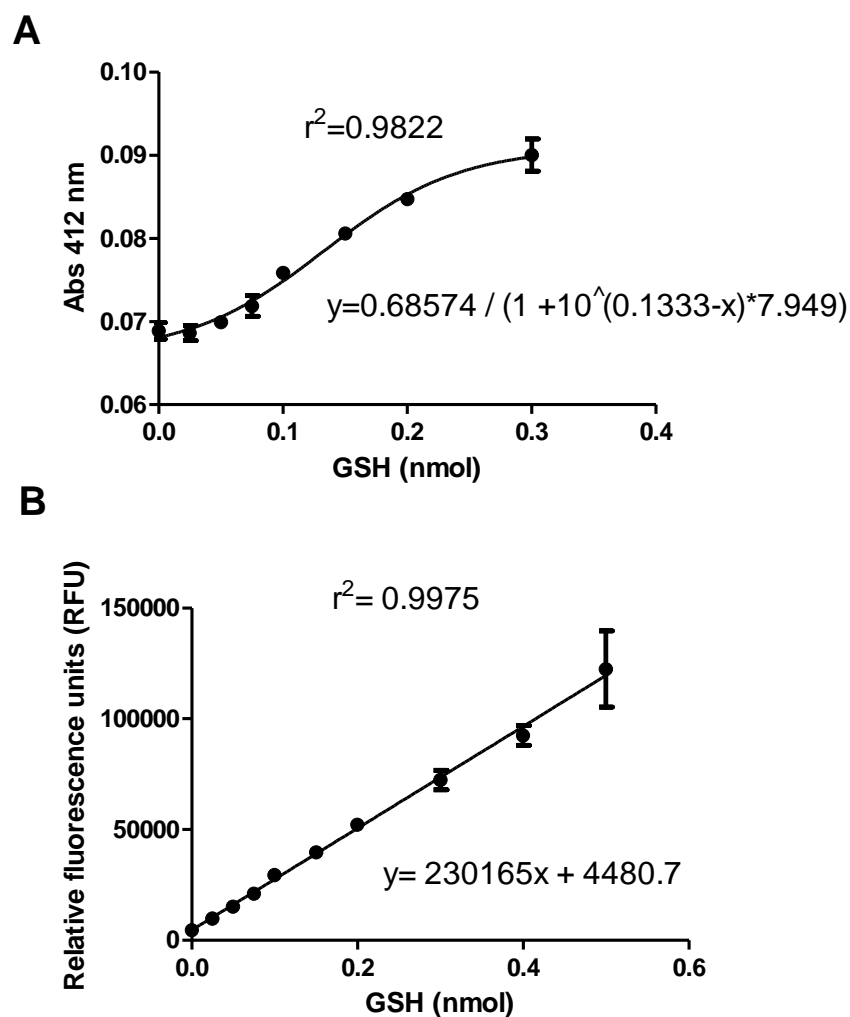 A
0.10
0.09
0.08
0.07
0.06
Abs 412 nm
r²=0.9822
y=0.68574 / (1 +10^(0.1333-x)*7.949)
0.0 0.1 0.2 0.3 0.4
GSH (nmol)
B
150000
100000
50000
0
Relative fluorescence units (RFU)
r²= 0.9975
y= 230165x + 4480.7
0.0 0.2 0.4 0.6
GSH (nmol)